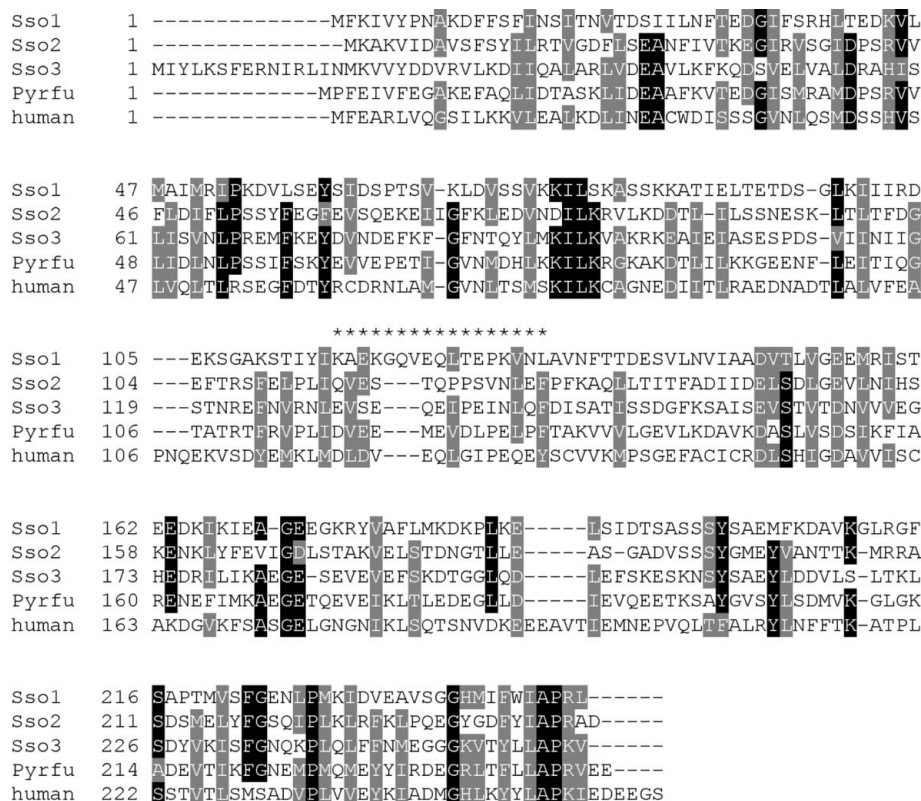 Sso1 1 --------------MFKIVYPNAKDFFSFINSITNVTDSIILNFTEDGIFSRHLTEDKVL
Sso2 1 ---------------MKAKVIDAVSFSYILRTVGDFLSEANFIVTKEGIRVSGIDPSRVV
Sso3 1 MIYLKSFERNIRLINMKVVYDDVRVLKDIIQALARLVDEAVLKFKQDSVELVALDRAHIS
Pyrfu 1 -------------MPFEIVFEGAKEFAQLIDTASKLIDEAAFKVTEDGISMRAMDPSRVV
human 1 --------------MFEARLVQGSILKKVLEALKDLINEACWDISSSGVNLQSMDSSHVS
Sso1 47 MAIMRIPKDVLSEYSIDSPTSV-KLDVSSVKKILSKASSKKATIELTETDS-GLKIIIRD
Sso2 46 FLDIFLPSSYFEGFEVSQEKEIIGFKLEDVNDILKRVLKDDTL-ILSSNESK-LTLTFDG
Sso3 61 LISVNLPREMFKEYDVNDEFKF-GFNTQYLMKILKVAKRKEAIEIASESPDS-VIINIIG
Pyrfu 48 LIDLNLPSSIFSKYEVVEPETI-GVNMDHLKKILKRGKAKDTLILKKGEENF-LEITIQG
human 47 LVQLTLRSEGFDTYRCDRNLAM-GVNLTSMSKILKCAGNEDIITLRAEDNADTLALVFEA
*****************
Sso1 105 ---EKSGAKSTIYIKAEKGQVEQLTEPKVNLAVNFTTDESVLNVIAADVTLVGEEMRIST
Sso2 104 ---EFTRSFELPLIQVES---TQPPSVNLEFPFKAQLLTITFADIIDELSDLGEVLNIHS
Sso3 119 ---STNREFNVRNLEVSE---QEIPEINLQFDISATISSDGFKSAISEVSTVTDNVVVEG
Pyrfu 106 ---TATRTFRVPLIDVEE---MEVDLPELPFTAKVVVLGEVLKDAVKDASLVSDSIKFIA
human 106 PNQEKVSDYEMKLMDLDV---EQLGIPEQEYSCVVKMPSGEFACICRDLSHIGDAVVISC
Sso1 162 EEDKIKIEA-GEEGKRYVAFLMKDKPLKE-----LSIDTSASSSYSAEMFKDAVKGLRGF
Sso2 158 KENKLYFEVIGDLSTAKVELSTDNGTLLE-----AS-GADVSSSYGMEYVANTTK-MRRA
Sso3 173 HEDRILIKAEGE-SEVEVEFSKDTGGLQD-----LEFSKESKNSYSAEYLDDVLS-LTKL
Pyrfu 160 RENEFIMKAEGETQEVEIKLTLEDEGLLD-----IEVQEETKSAYGVSYLSDMVK-GLGK
human 163 AKDGVKFSASGELGNGNIKLSQTSNVDKEEEAVTIEMNEPVQLTFALRYLNFFTK-ATPL
Sso1 216 SAPTMVSFGENLPMKIDVEAVSGGHMIFWIAPRL------
Sso2 211 SDSMELYFGSQIPLKLRFKLPQEGYGDFYIAPRAD-----
Sso3 226 SDYVKISFGNQKPLQLFFNMEGGGKVTYLLAPKV------
Pyrfu 214 ADEVTIKFGNEMPMQMEYYIRDEGRLTFLLAPRVEE----
human 222 SSTVTLSMSADVPLVVEYKIADMGHLKYYLAPKIEDEEGS